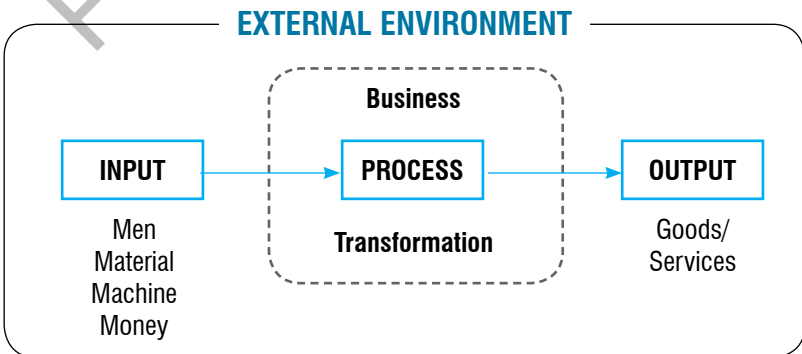 EXTERNAL ENVIRONMENT
Business
INPUT
PROCESS
OUTPUT
Men
Material
Machine
Money
Transformation
Goods/
Services